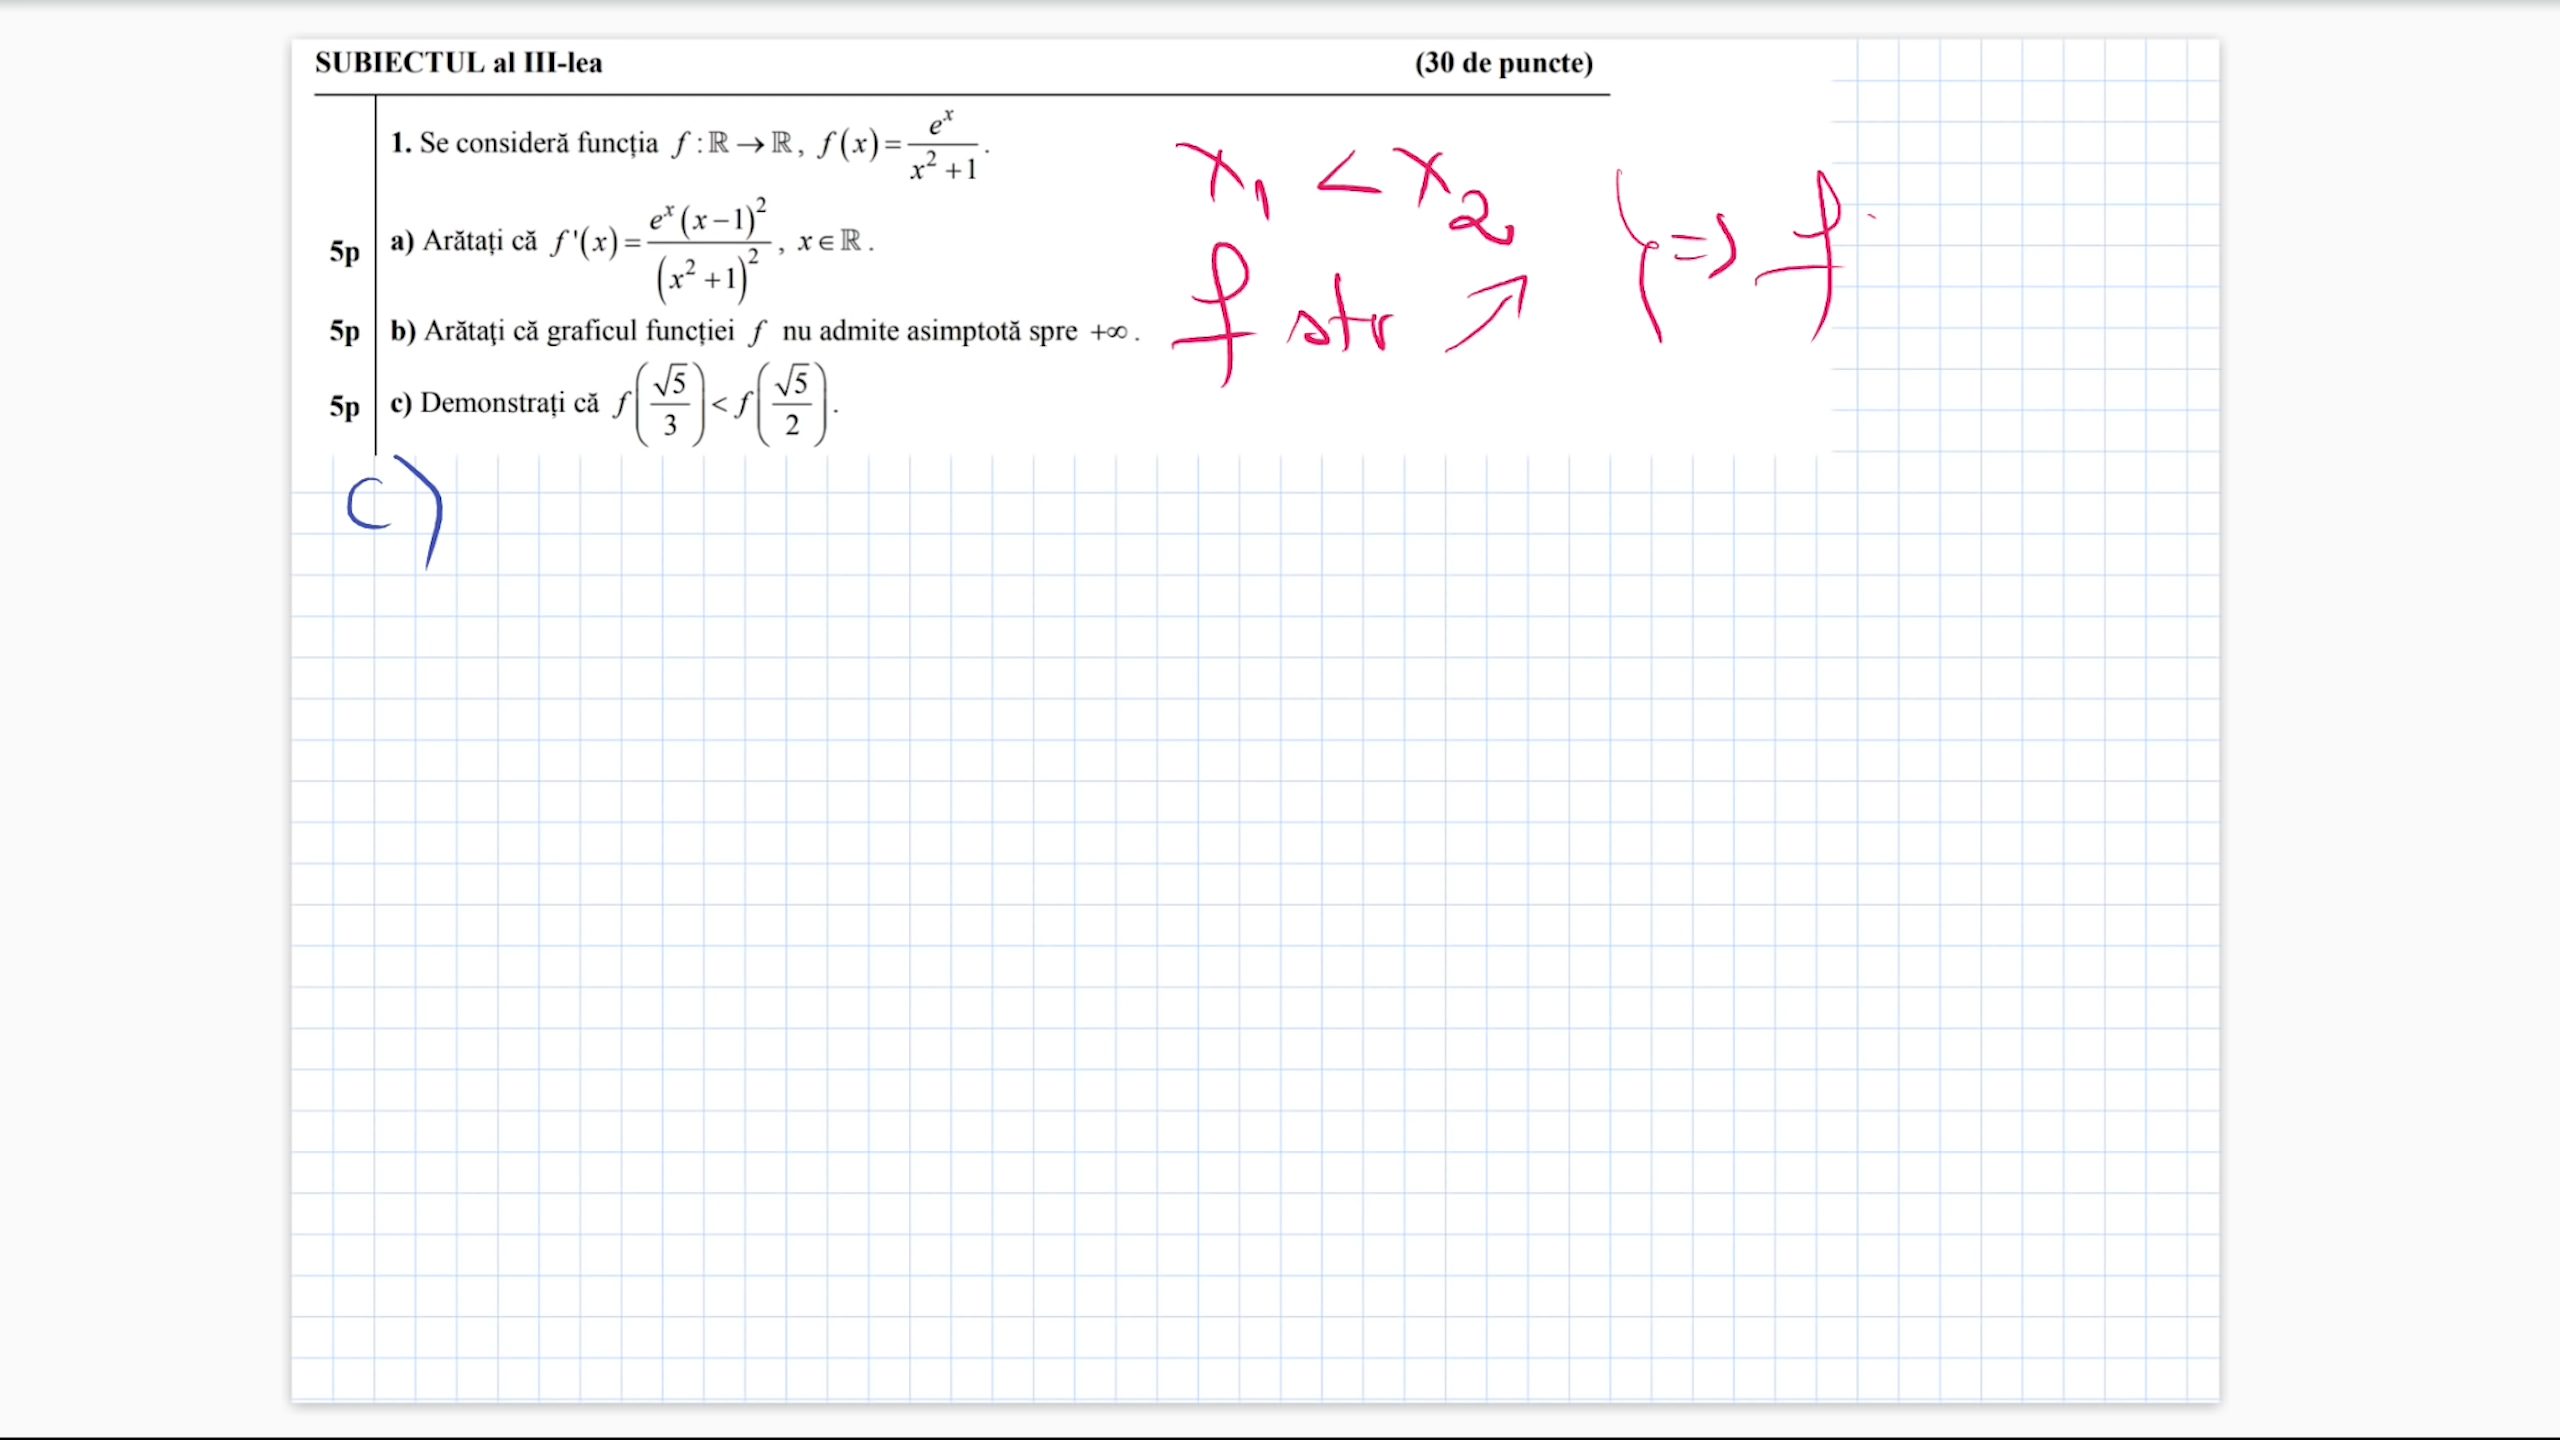 SUBIECTUL al III-lea (30 de puncte)
1. Se consideră funcția f : ℝ → ℝ, f(x) = e^x / (x^2 + 1).
5p a) Arătați că f'(x) = e^x (x − 1)^2 / (x^2 + 1)^2, x ∈ ℝ.
5p b) Arătați că graficul funcției f nu admite asimptotă spre +∞.
5p c) Demonstrați că f(√5 / 3) < f(√5 / 2).
x₁ < x₂
f str ↗ } => f
c)